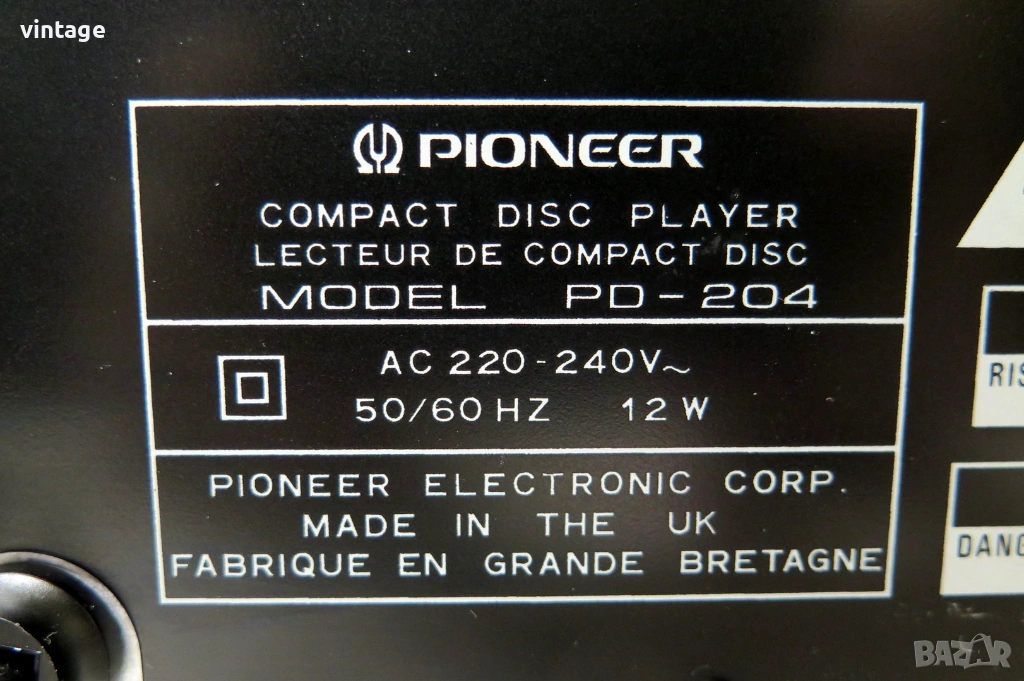 vintage
PIONEER
COMPACT DISC PLAYER
LECTEUR DE COMPACT DISC
MODEL PD-204
AC 220-240V~
50/60 HZ 12 W
PIONEER ELECTRONIC CORP.
MADE IN THE UK
FABRIQUE EN GRANDE BRETAGNE
RIS
DANG
BAZAR